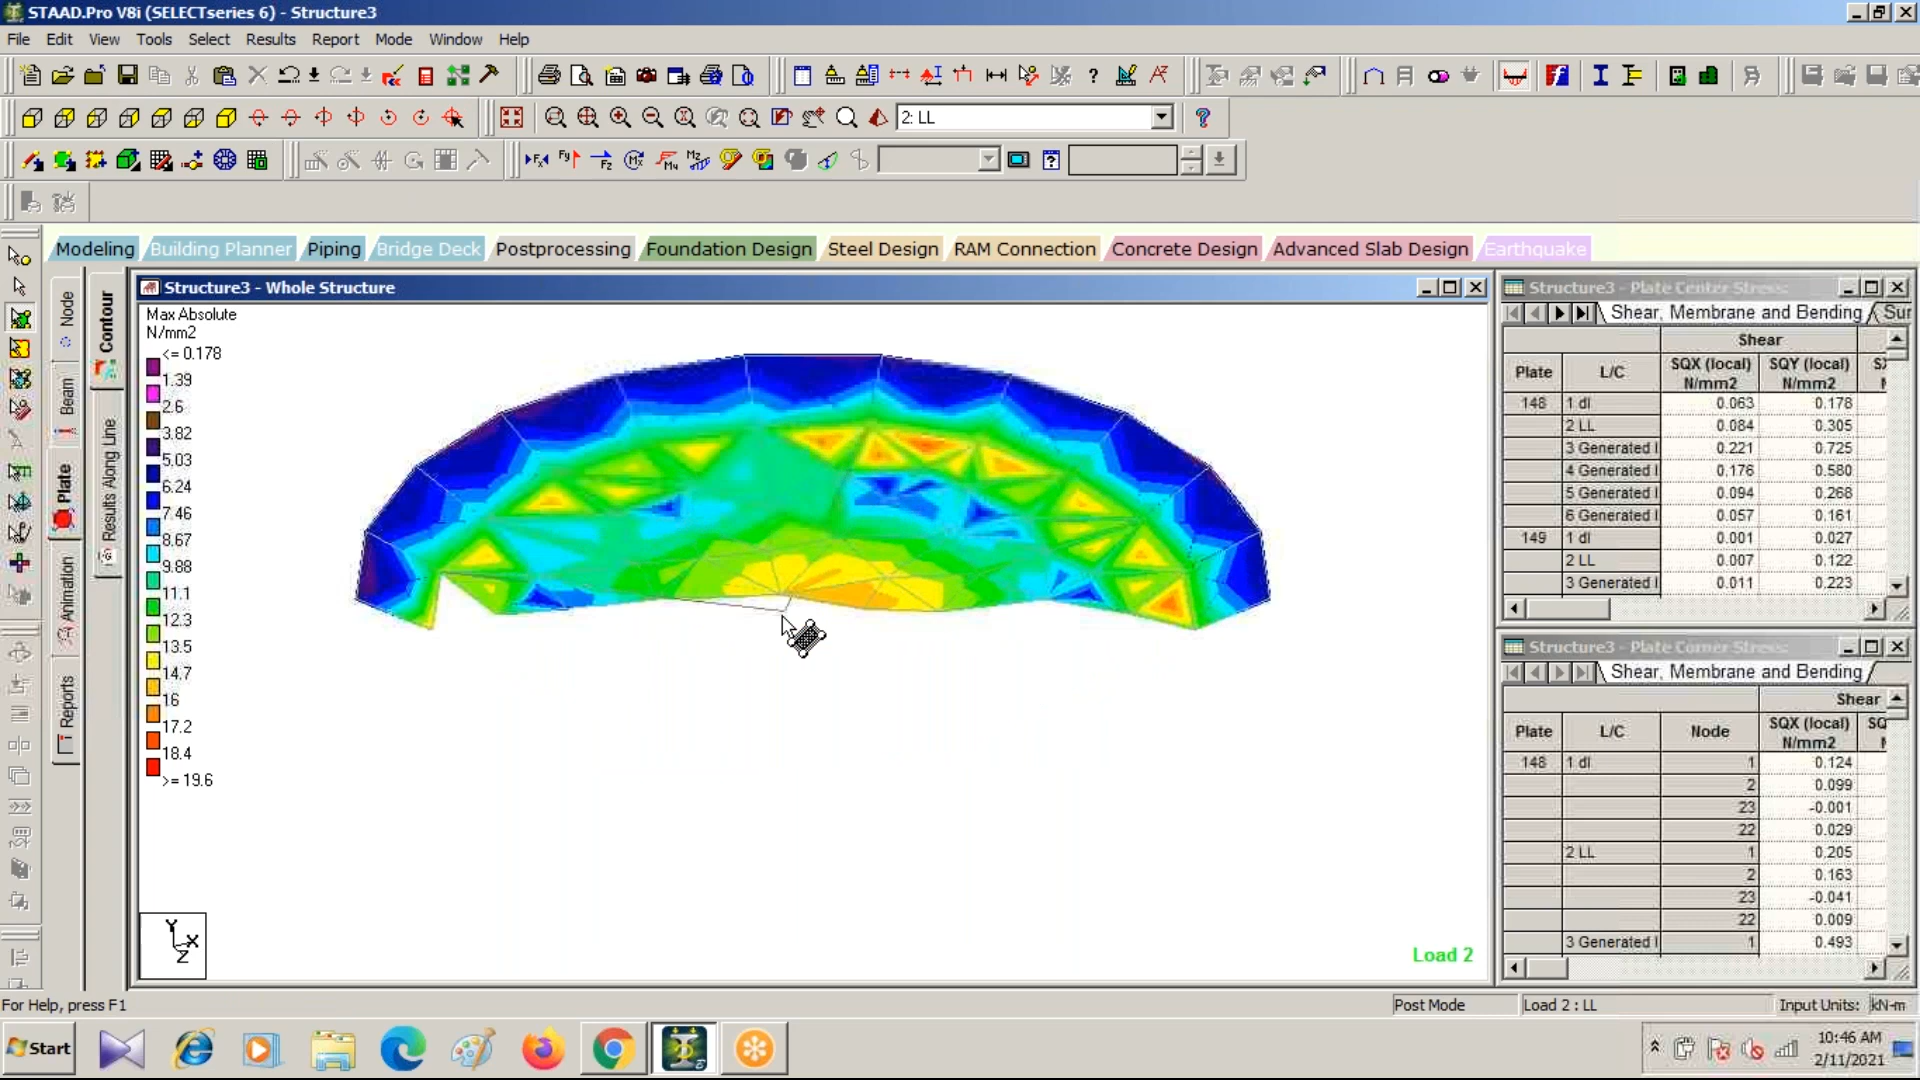 STAAD.Pro V8i (SELECTseries 6) - Structure3
File Edit View Tools Select Results Report Mode Window Help
2: LL
Modeling Building Planner Piping Bridge Deck Postprocessing Foundation Design Steel Design RAM Connection Concrete Design Advanced Slab Design Earthquake
Node
Beam
Plate
Animation
Reports
Contour
Results Along Line
Structure3 - Whole Structure
Max Absolute
N/mm2
<= 0.178
1.39
2.6
3.82
5.03
6.24
7.46
8.67
9.88
11.1
12.3
13.5
14.7
16
17.2
18.4
>= 19.6
Y
X
Z
Load 2
Structure3 - Plate Center Stress:
Shear, Membrane and Bending Sur
Shear
Plate L/C SQX (local) N/mm2 SQY (local) N/mm2
148 1 dl 0.063 0.178
2 LL 0.084 0.305
3 Generated 0.221 0.725
4 Generated 0.176 0.580
5 Generated 0.094 0.268
6 Generated 0.057 0.161
149 1 dl 0.001 0.027
2 LL 0.007 0.122
3 Generated 0.011 0.223
Structure3 - Plate Corner Stress:
Shear, Membrane and Bending
Shear
Plate L/C Node SQX (local) N/mm2 SQ
148 1 dl 1 0.124
2 0.099
23 -0.001
22 0.029
2 LL 1 0.205
2 0.163
23 -0.041
22 0.009
3 Generated 1 0.493
For Help, press F1
Post Mode Load 2 : LL Input Units: kN-m
Start
10:46 AM
2/11/2021